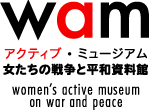 wam
アクティブ・ミュージアム
女たちの戦争と平和資料館
women's active museum
on war and peace